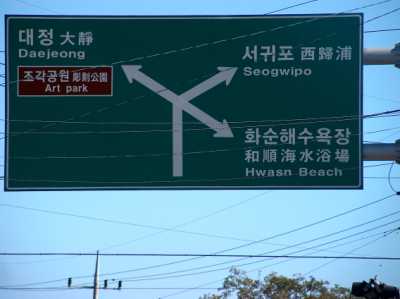 대정 大靜
Daejeong
조각공원 彫刻公園
Art park
서귀포 西歸浦
Seogwipo
화순해수욕장
和順海水浴場
Hwasn Beach